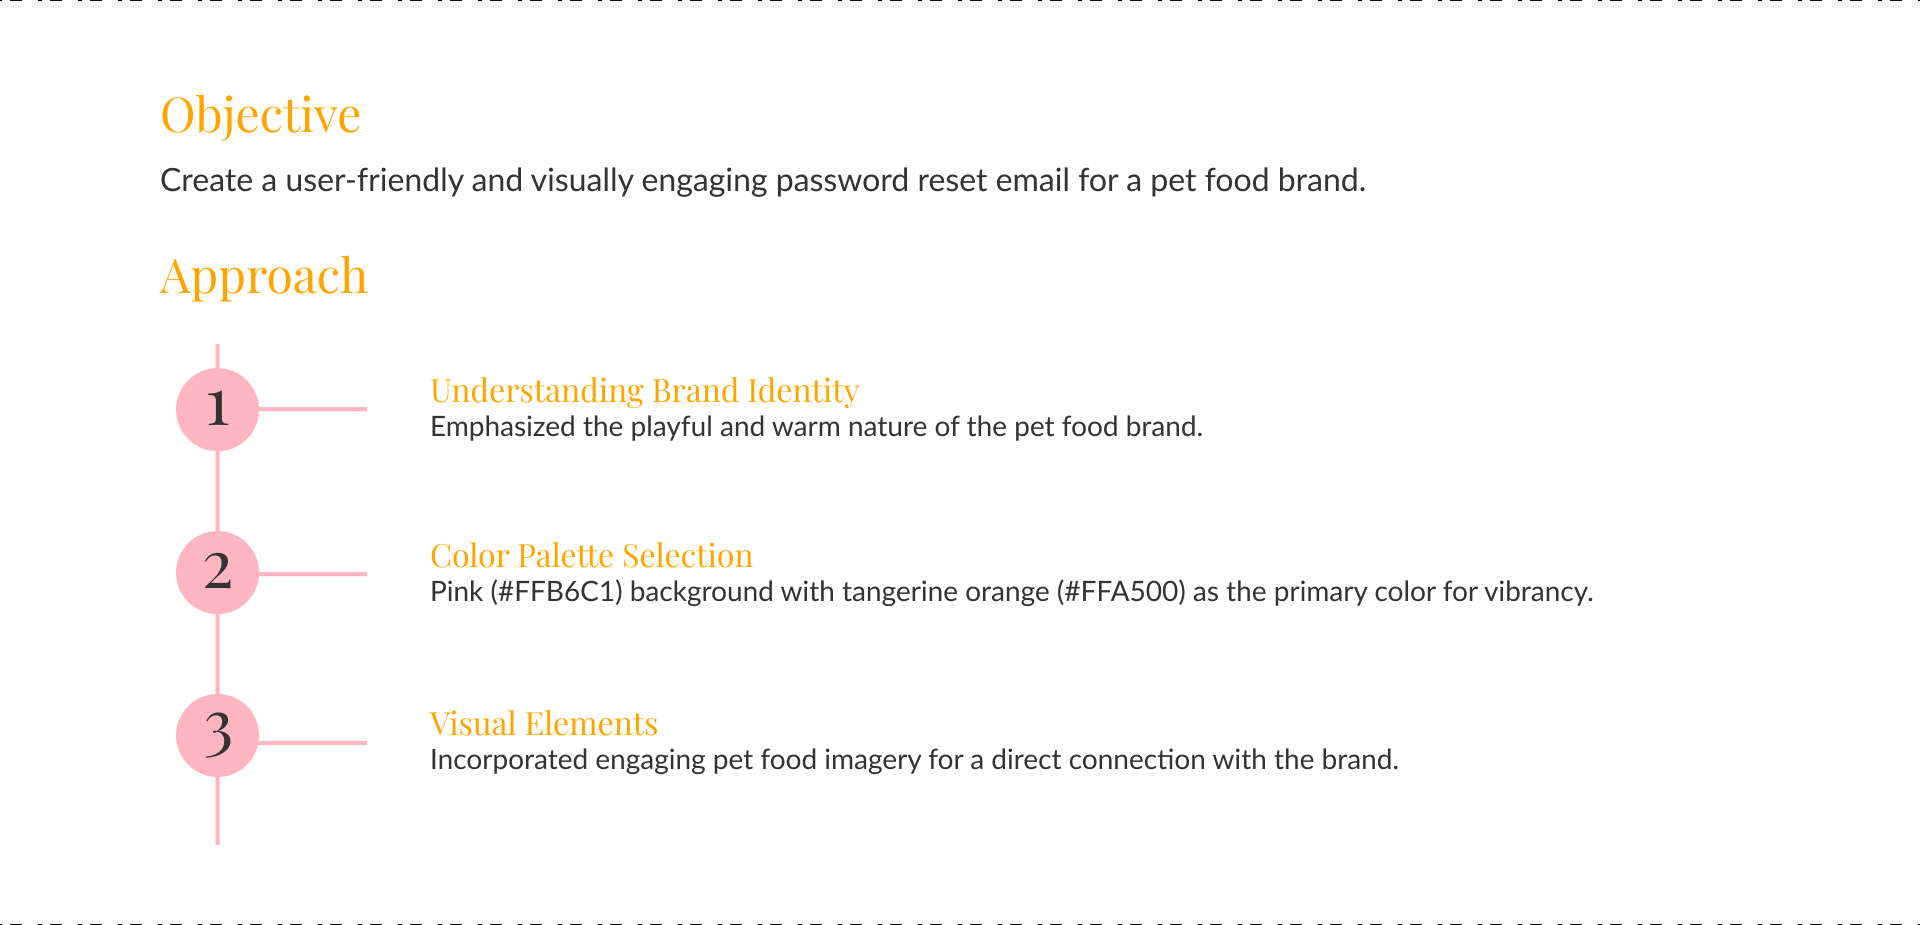 Objective
Create a user-friendly and visually engaging password reset email for a pet food brand.
Approach
1
Understanding Brand Identity
Emphasized the playful and warm nature of the pet food brand.
2
Color Palette Selection
Pink (#FFB6C1) background with tangerine orange (#FFA500) as the primary color for vibrancy.
3
Visual Elements
Incorporated engaging pet food imagery for a direct connection with the brand.